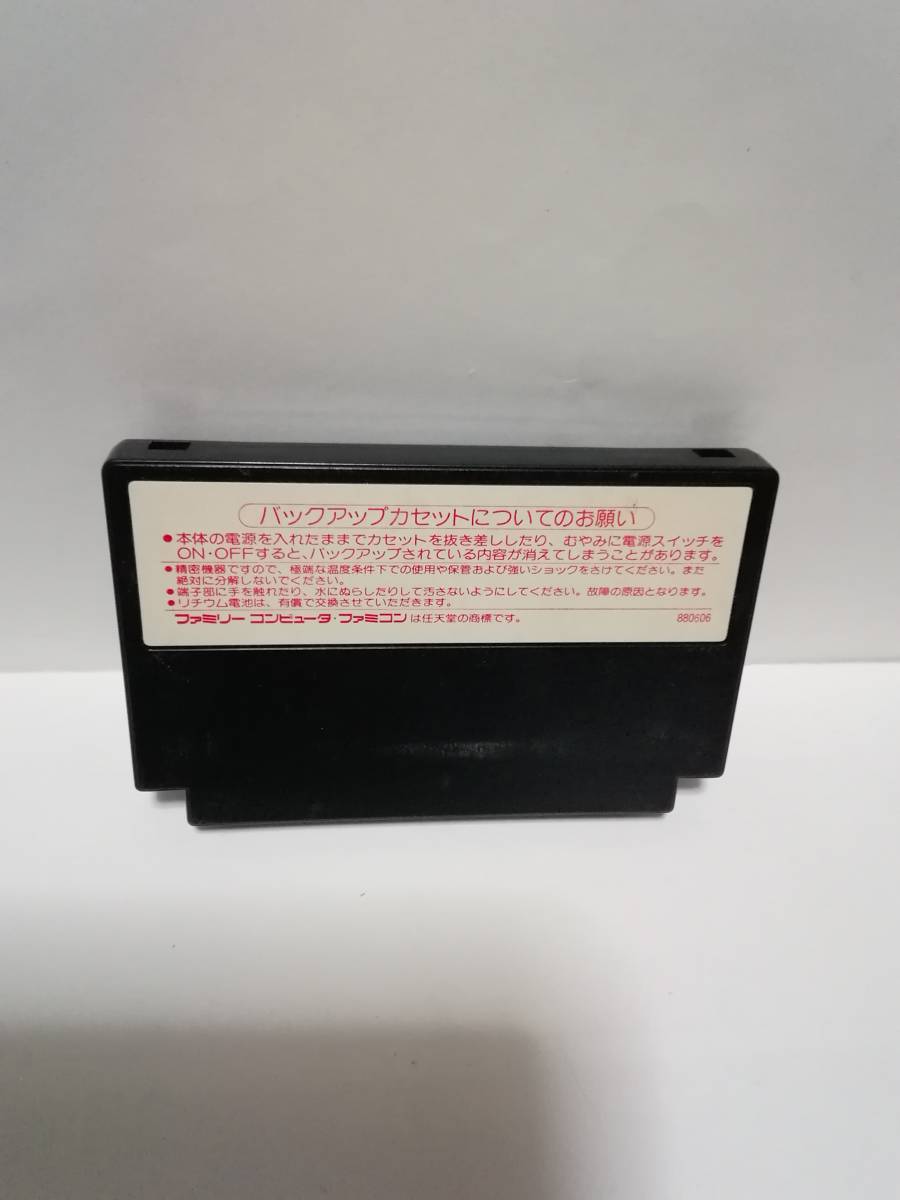 バックアップカセットについてのお願い
●本体の電源を入れたままでカセットを抜き差ししたり、むやみに電源スイッチを
ON・OFFすると、バックアップされている内容が消えてしまうことがあります。
●精密機器ですので、極端な温度条件下での使用や保管および強いショックをさけてください。また
絶対に分解しないでください。
●端子部に手を触れたり、水にぬらしたりして汚さないようにしてください。故障の原因となります。
●リチウム電池は、有償で交換させていただきます。
ファミリー コンピュータ・ファミコンは任天堂の商標です。 880606